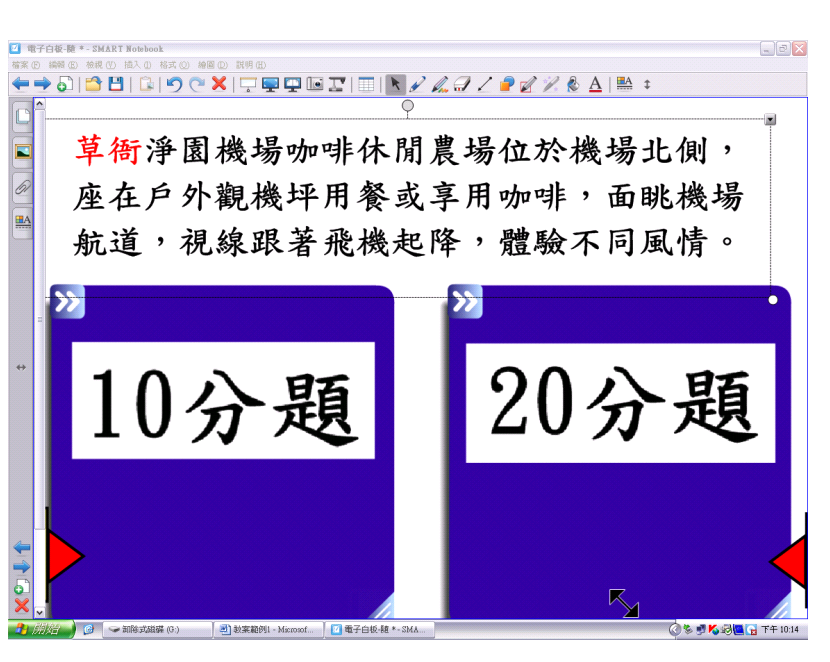 電子白板-離 * - SMART Notebook
檔案(F) 編輯(E) 檢視(V) 插入(I) 格式(O) 繪圖(D) 說明(H)
草衙淨園機場咖啡休閒農場位於機場北側，
座在戶外觀機坪用餐或享用咖啡，面眺機場
航道，視線跟著飛機起降，體驗不同風情。
10分題
20分題
開始
卸除式磁碟 (G:)
教案範例1 - Microsof...
電子白板-離 * - SMA...
下午 10:14